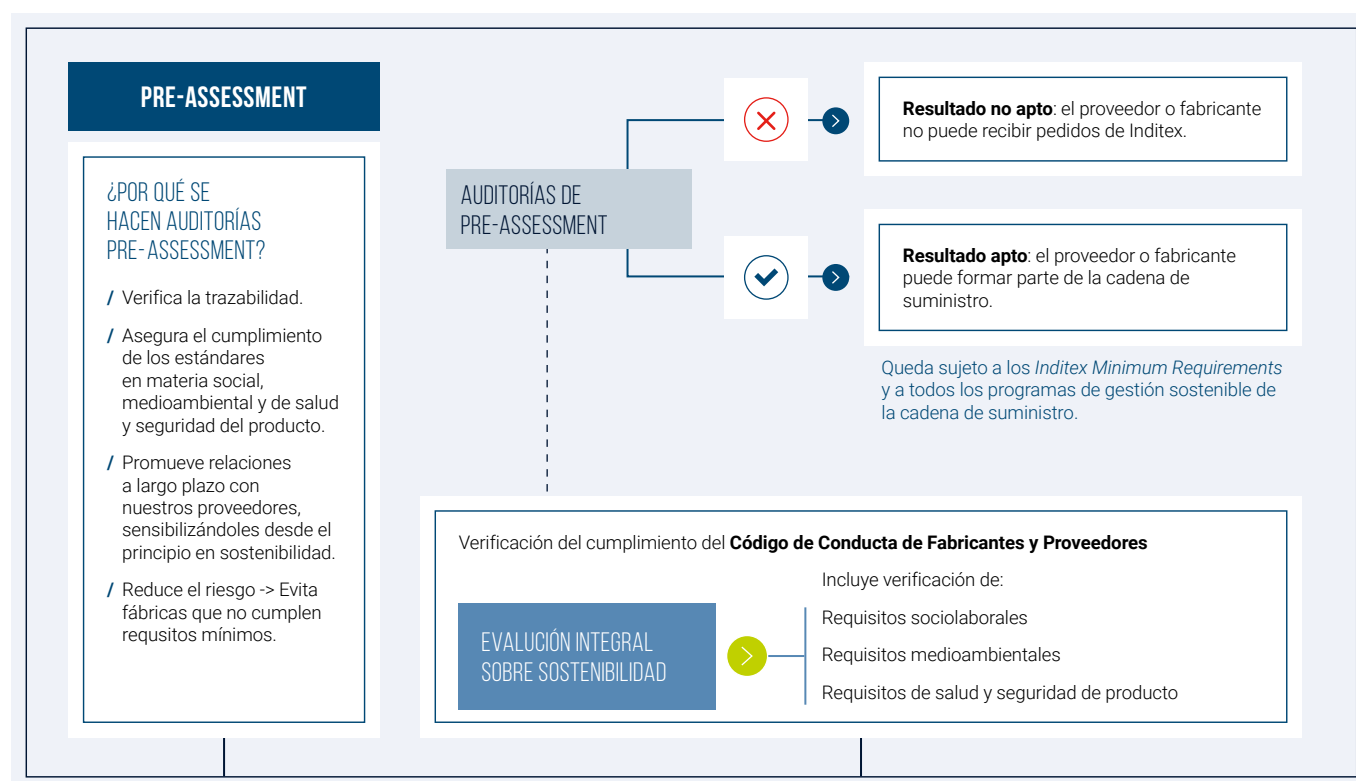 PRE-ASSESSMENT
¿POR QUÉ SE
HACEN AUDITORÍAS
PRE-ASSESSMENT?
/ Verifica la trazabilidad.
/ Asegura el cumplimiento
de los estándares
en materia social,
medioambiental y de salud
y seguridad del producto.
/ Promueve relaciones
a largo plazo con
nuestros proveedores,
sensibilizándoles desde el
principio en sostenibilidad.
/ Reduce el riesgo -> Evita
fábricas que no cumplen
requsitos mínimos.
AUDITORÍAS DE
PRE-ASSESSMENT
Resultado no apto: el proveedor o fabricante
no puede recibir pedidos de Inditex.
Resultado apto: el proveedor o fabricante
puede formar parte de la cadena de
suministro.
Queda sujeto a los Inditex Minimum Requirements
y a todos los programas de gestión sostenible de
la cadena de suministro.
Verificación del cumplimiento del Código de Conducta de Fabricantes y Proveedores
EVALUCIÓN INTEGRAL
SOBRE SOSTENIBILIDAD
Incluye verificación de:
Requisitos sociolaborales
Requisitos medioambientales
Requisitos de salud y seguridad de producto